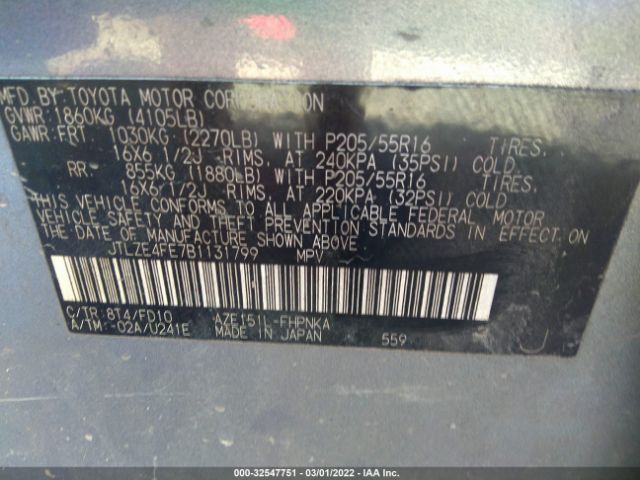 MFD. BY: TOYOTA MOTOR CORPORATION
GVWR: 1860KG (4105LB)
GAWR: FRT 1030KG (2270LB) WITH P205/55R16 TIRES,
16X6 1/2J RIMS, AT 240KPA (35PSI) COLD.
RR. 855KG (1880LB) WITH P205/55R16 TIRES,
16X6 1/2J RIMS, AT 220KPA (32PSI) COLD
THIS VEHICLE CONFORMS TO ALL APPLICABLE FEDERAL MOTOR
VEHICLE SAFETY AND THEFT PREVENTION STANDARDS IN EFFECT ON
THE DATE OF MANUFACTURE SHOWN ABOVE.
JTLZE4FE7B1131799 MPV
C/TR: 8T4/FD10 AZE151L-FHPNKA
A/TM: -02A/U241E MADE IN JAPAN 559 J
000-32547751 - 03/01/2022 - IAA Inc.